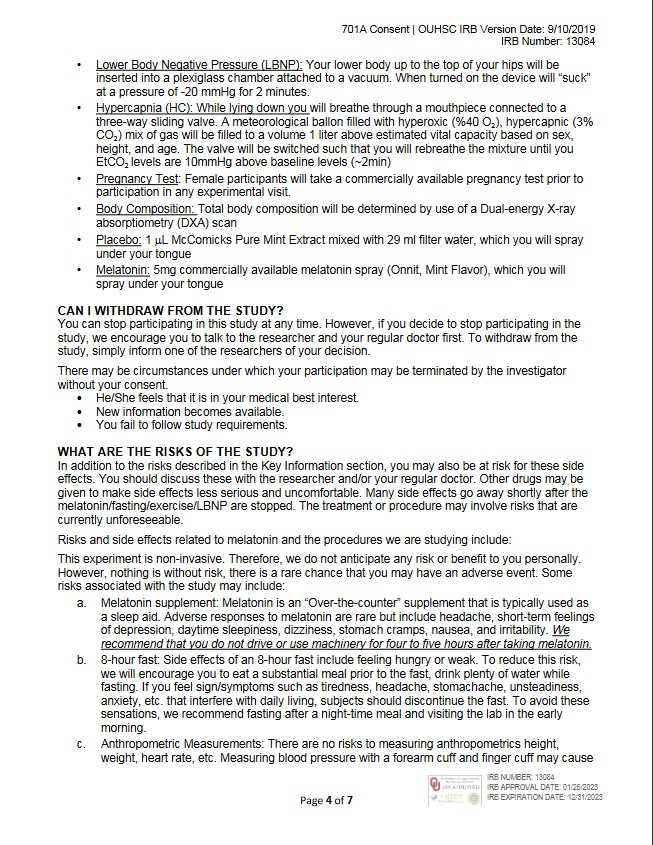 701A Consent | OUHSC IRB Version Date: 9/10/2019
IRB Number: 13084
• Lower Body Negative Pressure (LBNP): Your lower body up to the top of your hips will be
inserted into a plexiglass chamber attached to a vacuum. When turned on the device will “suck”
at a pressure of -20 mmHg for 2 minutes.
• Hypercapnia (HC): While lying down you will breathe through a mouthpiece connected to a
three-way sliding valve. A meteorological ballon filled with hyperoxic (%40 O₂), hypercapnic (3%
CO₂) mix of gas will be filled to a volume 1 liter above estimated vital capacity based on sex,
height, and age. The valve will be switched such that you will rebreathe the mixture until you
EtCO₂ levels are 10mmHg above baseline levels (~2min)
• Pregnancy Test: Female participants will take a commercially available pregnancy test prior to
participation in any experimental visit.
• Body Composition: Total body composition will be determined by use of a Dual-energy X-ray
absorptiometry (DXA) scan
• Placebo: 1 µL McComicks Pure Mint Extract mixed with 29 ml filter water, which you will spray
under your tongue
• Melatonin: 5mg commercially available melatonin spray (Onnit, Mint Flavor), which you will
spray under your tongue
CAN I WITHDRAW FROM THE STUDY?
You can stop participating in this study at any time. However, if you decide to stop participating in the
study, we encourage you to talk to the researcher and your regular doctor first. To withdraw from the
study, simply inform one of the researchers of your decision.
There may be circumstances under which your participation may be terminated by the investigator
without your consent.
• He/She feels that it is in your medical best interest.
• New information becomes available.
• You fail to follow study requirements.
WHAT ARE THE RISKS OF THE STUDY?
In addition to the risks described in the Key Information section, you may also be at risk for these side
effects. You should discuss these with the researcher and/or your regular doctor. Other drugs may be
given to make side effects less serious and uncomfortable. Many side effects go away shortly after the
melatonin/fasting/exercise/LBNP are stopped. The treatment or procedure may involve risks that are
currently unforeseeable.
Risks and side effects related to melatonin and the procedures we are studying include:
This experiment is non-invasive. Therefore, we do not anticipate any risk or benefit to you personally.
However, nothing is without risk, there is a rare chance that you may have an adverse event. Some
risks associated with the study may include:
a. Melatonin supplement: Melatonin is an “Over-the-counter” supplement that is typically used as
a sleep aid. Adverse responses to melatonin are rare but include headache, short-term feelings
of depression, daytime sleepiness, dizziness, stomach cramps, nausea, and irritability. We
recommend that you do not drive or use machinery for four to five hours after taking melatonin.
b. 8-hour fast: Side effects of an 8-hour fast include feeling hungry or weak. To reduce this risk,
we will encourage you to eat a substantial meal prior to the fast, drink plenty of water while
fasting. If you feel sign/symptoms such as tiredness, headache, stomachache, unsteadiness,
anxiety, etc. that interfere with daily living, subjects should discontinue the fast. To avoid these
sensations, we recommend fasting after a night-time meal and visiting the lab in the early
morning.
c. Anthropometric Measurements: There are no risks to measuring anthropometrics height,
weight, heart rate, etc. Measuring blood pressure with a forearm cuff and finger cuff may cause
IRB NUMBER: 13084
IRB APPROVAL DATE: 01/26/2023
IRB EXPIRATION DATE: 12/31/2023
Page 4 of 7